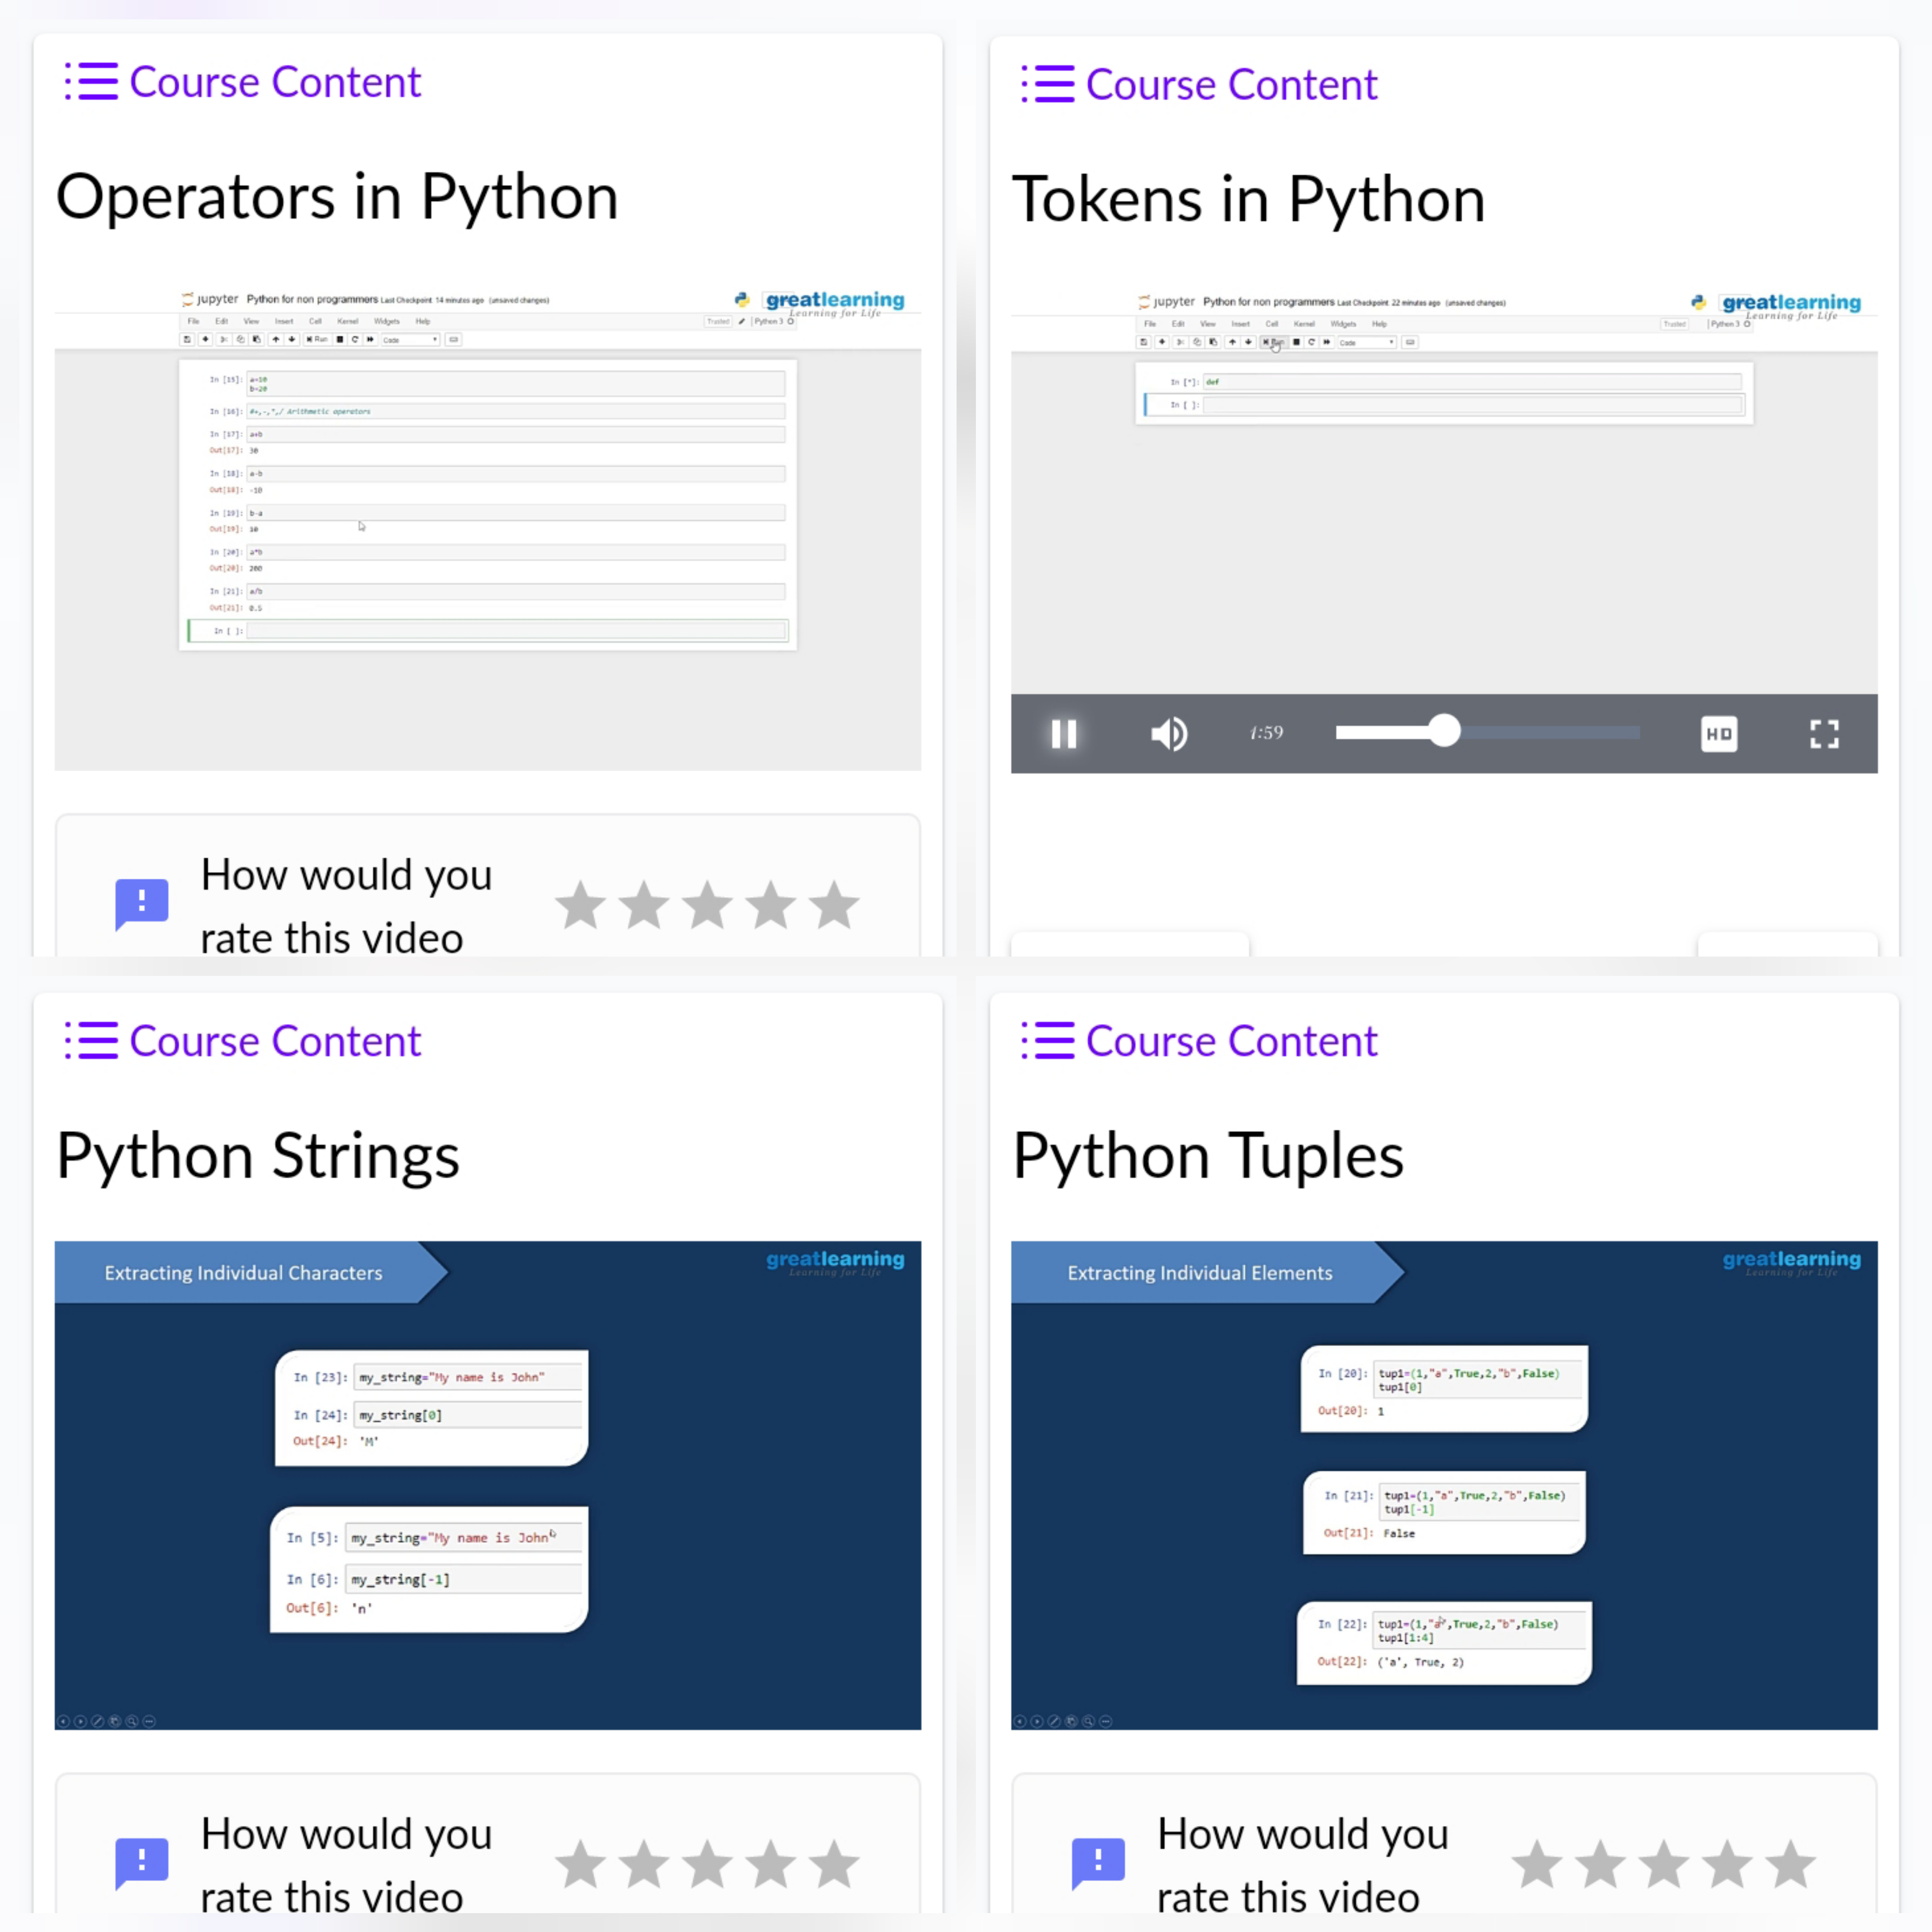 Course Content
Operators in Python
jupyter Python for non programmers Last Checkpoint 14 minutes ago (unsaved changes)
greatlearning
Learning for Life
File Edit View Insert Cell Kernel Widgets Help
Trusted Python 3
Run Code
In [15]: a=10
b=20
In [16]: #+,-,*,/ Arithmetic operators
In [17]: a+b
Out[17]: 30
In [18]: a-b
Out[18]: -10
In [19]: b-a
Out[19]: 10
In [20]: a*b
Out[20]: 200
In [21]: a/b
Out[21]: 0.5
In [ ]:
How would you
rate this video
Course Content
Tokens in Python
jupyter Python for non programmers Last Checkpoint 22 minutes ago (unsaved changes)
greatlearning
Learning for Life
File Edit View Insert Cell Kernel Widgets Help
Trusted Python 3
Run Code
In [*]: def
In [ ]:
1:59
HD
Course Content
Python Strings
Extracting Individual Characters
greatlearning
Learning for Life
In [23]: my_string="My name is John"
In [24]: my_string[0]
Out[24]: 'M'
In [5]: my_string="My name is John"
In [6]: my_string[-1]
Out[6]: 'n'
How would you
rate this video
Course Content
Python Tuples
Extracting Individual Elements
greatlearning
Learning for Life
In [20]: tup1=(1,"a",True,2,"b",False)
tup1[0]
Out[20]: 1
In [21]: tup1=(1,"a",True,2,"b",False)
tup1[-1]
Out[21]: False
In [22]: tup1=(1,"a",True,2,"b",False)
tup1[1:4]
Out[22]: ('a', True, 2)
How would you
rate this video